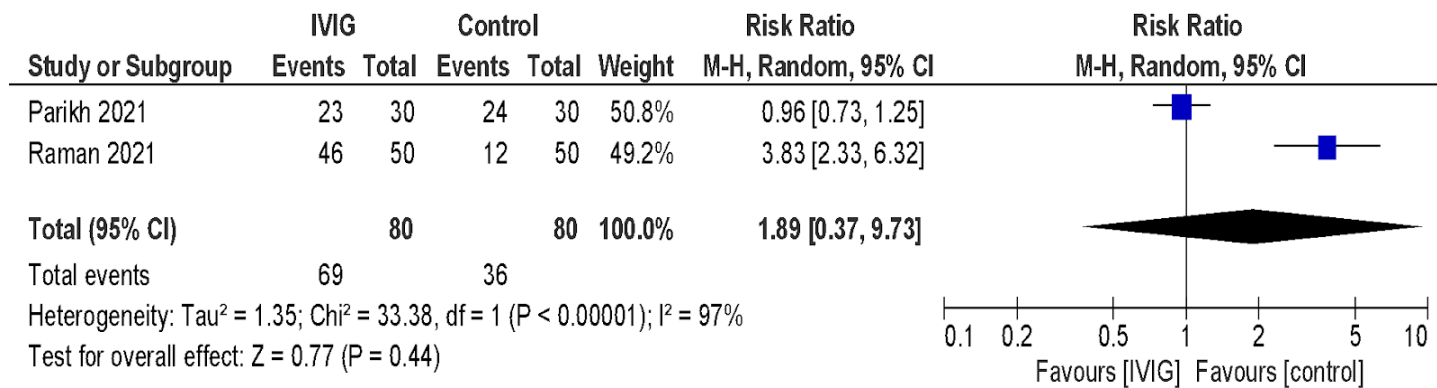 IVIG Control Risk Ratio Risk Ratio
Study or Subgroup Events Total Events Total Weight M-H, Random, 95% CI M-H, Random, 95% CI
Parikh 2021 23 30 24 30 50.8% 0.96 [0.73, 1.25]
Raman 2021 46 50 12 50 49.2% 3.83 [2.33, 6.32]
Total (95% CI) 80 80 100.0% 1.89 [0.37, 9.73]
Total events 69 36
Heterogeneity: Tau² = 1.35; Chi² = 33.38, df = 1 (P < 0.00001); I² = 97%
Test for overall effect: Z = 0.77 (P = 0.44)
0.1 0.2 0.5 1 2 5 10
Favours [IVIG] Favours [control]